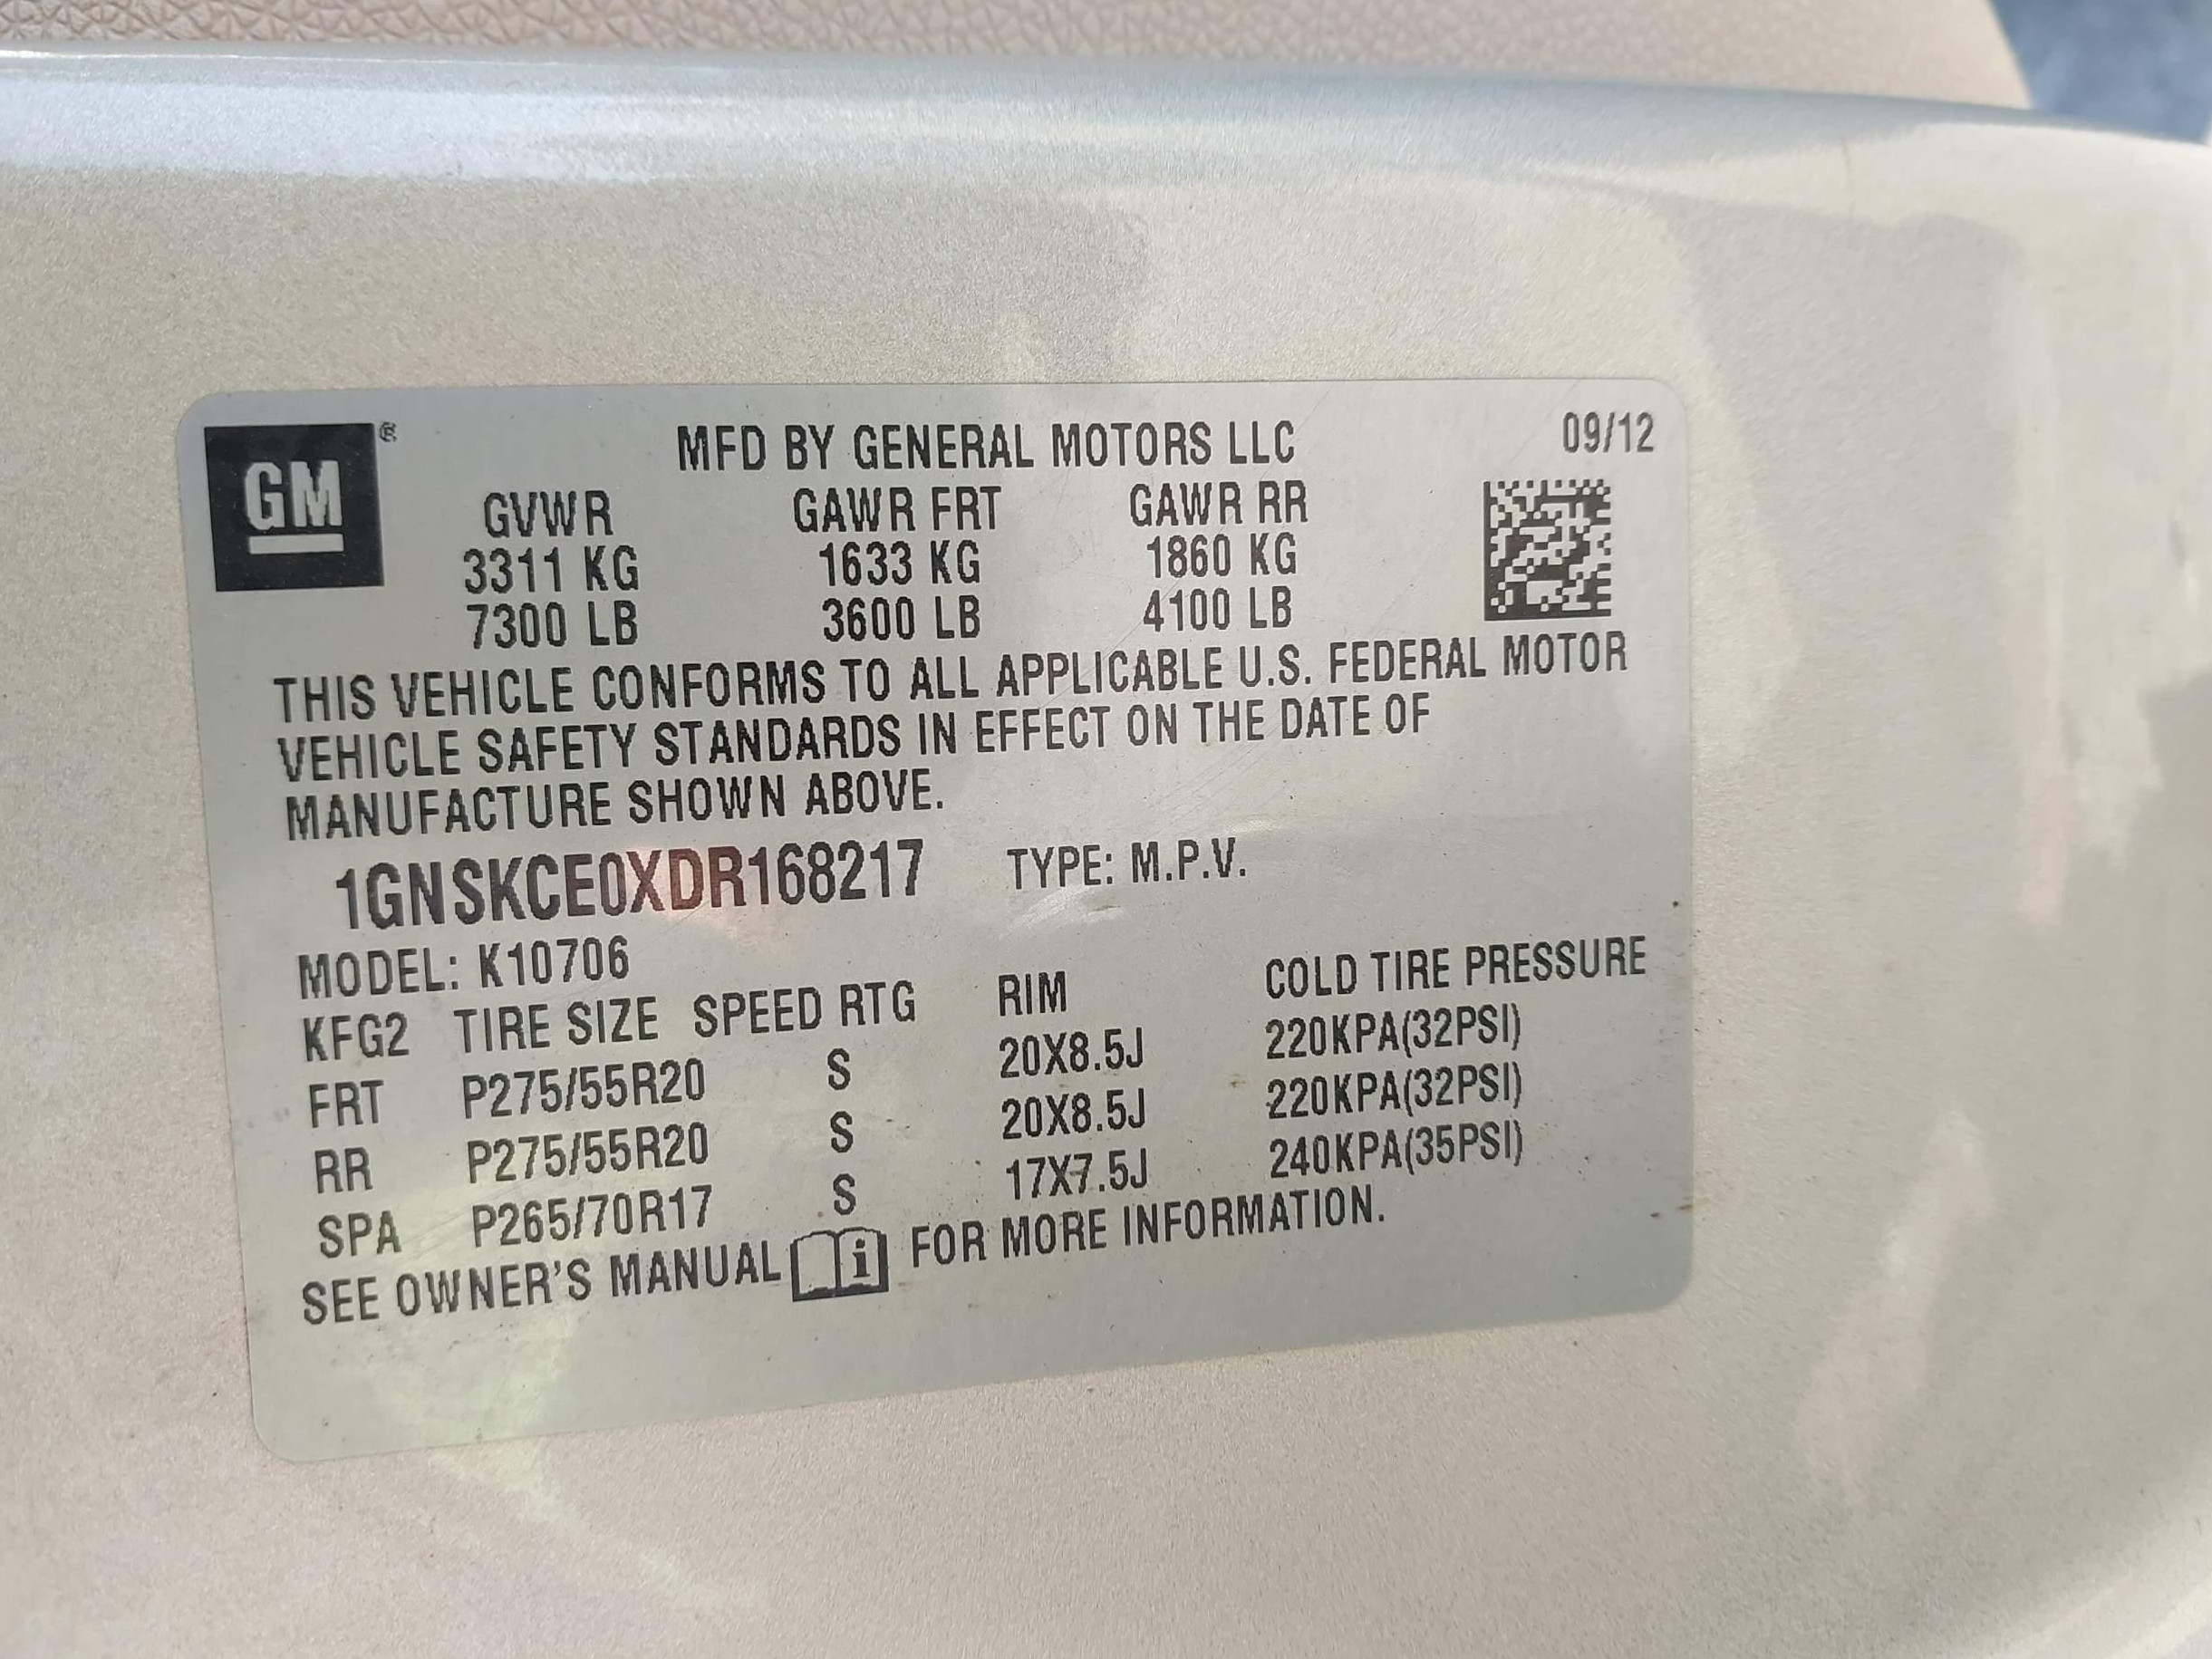 GM ®
MFD BY GENERAL MOTORS LLC 09/12
GVWR GAWR FRT GAWR RR
3311 KG 1633 KG 1860 KG
7300 LB 3600 LB 4100 LB
THIS VEHICLE CONFORMS TO ALL APPLICABLE U.S. FEDERAL MOTOR
VEHICLE SAFETY STANDARDS IN EFFECT ON THE DATE OF
MANUFACTURE SHOWN ABOVE.
1GNSKCE0XDR168217 TYPE: M.P.V.
MODEL: K10706
KFG2 TIRE SIZE SPEED RTG RIM COLD TIRE PRESSURE
FRT P275/55R20 S 20X8.5J 220KPA(32PSI)
RR P275/55R20 S 20X8.5J 220KPA(32PSI)
SPA P265/70R17 S 17X7.5J 240KPA(35PSI)
SEE OWNER'S MANUAL i FOR MORE INFORMATION.